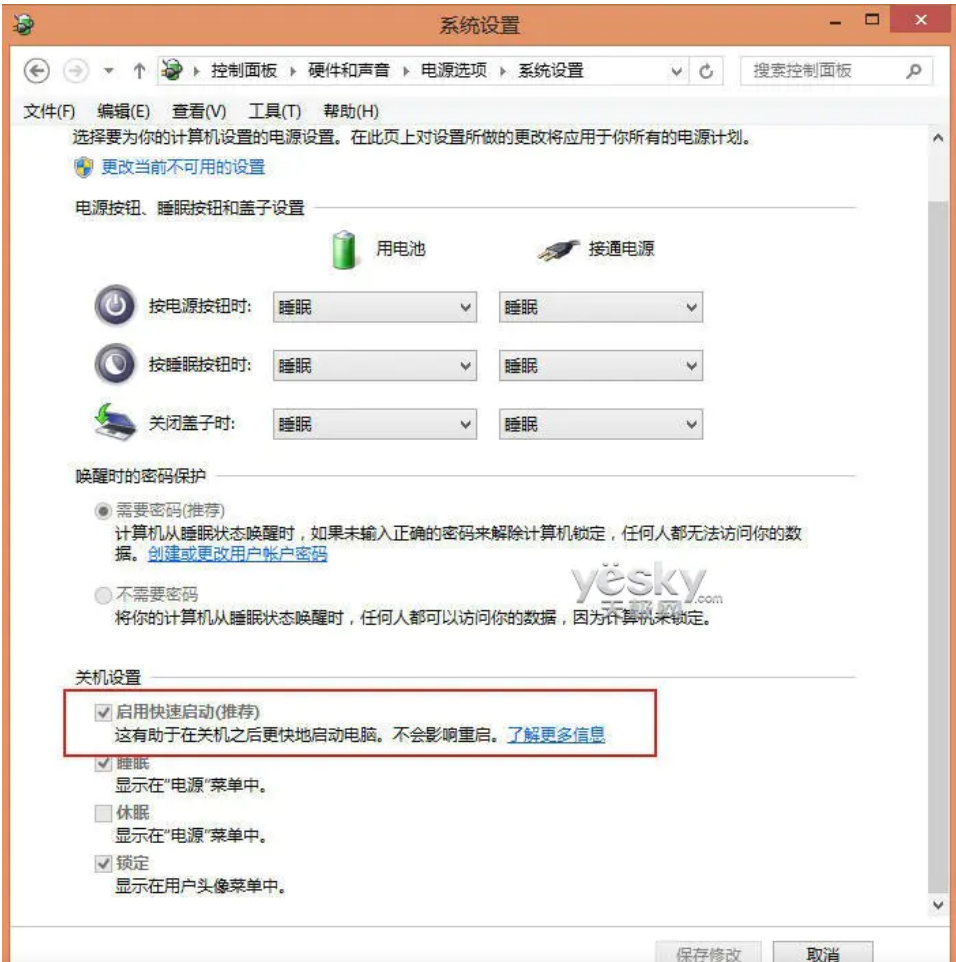 系统设置
控制面板 硬件和声音 电源选项 系统设置 搜索控制面板
文件(F) 编辑(E) 查看(V) 工具(T) 帮助(H)
选择要为你的计算机设置的电源设置。在此页上对设置所做的更改将应用于你所有的电源计划。
更改当前不可用的设置
电源按钮、睡眠按钮和盖子设置
用电池 接通电源
按电源按钮时: 睡眠 睡眠
按睡眠按钮时: 睡眠 睡眠
关闭盖子时: 睡眠 睡眠
唤醒时的密码保护
需要密码(推荐)
计算机从睡眠状态唤醒时，如果未输入正确的密码来解除计算机锁定，任何人都无法访问你的数
据。创建或更改用户帐户密码
yësky.com
天极网
不需要密码
将你的计算机从睡眠状态唤醒时，任何人都可以访问你的数据，因为计算机未锁定。
关机设置
启用快速启动(推荐)
这有助于在关机之后更快地启动电脑。不会影响重启。了解更多信息
睡眠
显示在"电源"菜单中。
休眠
显示在"电源"菜单中。
锁定
显示在用户头像菜单中。
保存修改 取消